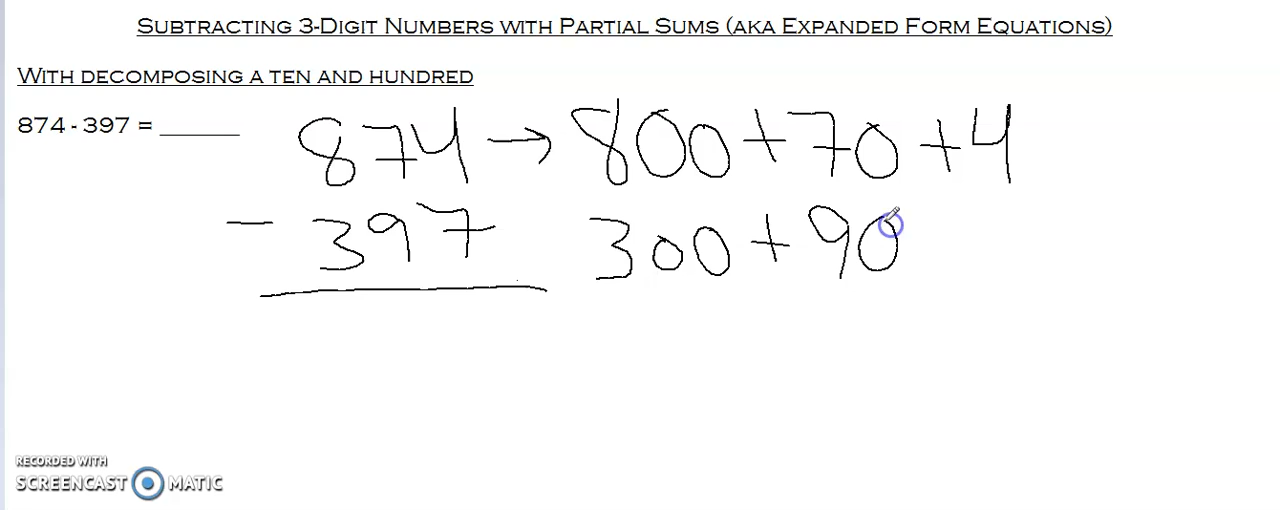 SUBTRACTING 3-DIGIT NUMBERS WITH PARTIAL SUMS (AKA EXPANDED FORM EQUATIONS)
WITH DECOMPOSING A TEN AND HUNDRED
874 - 397 = ______
874 → 800 + 70 + 4
- 397 300 + 90
RECORDED WITH
SCREENCAST MATIC